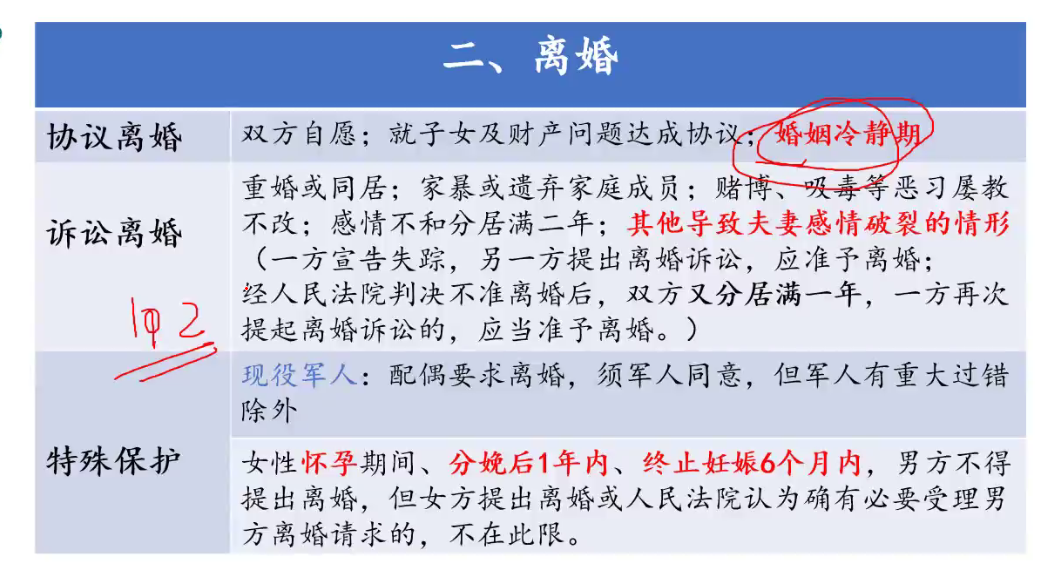 二、离婚
协议离婚
双方自愿；就子女及财产问题达成协议；婚姻冷静期
诉讼离婚
重婚或同居；家暴或遗弃家庭成员；赌博、吸毒等恶习屡教
不改；感情不和分居满二年；其他导致夫妻感情破裂的情形
（一方宣告失踪，另一方提出离婚诉讼，应准予离婚；
经人民法院判决不准离婚后，双方又分居满一年，一方再次
提起离婚诉讼的，应当准予离婚。）
特殊保护
现役军人：配偶要求离婚，须军人同意，但军人有重大过错
除外
女性怀孕期间、分娩后1年内、终止妊娠6个月内，男方不得
提出离婚，但女方提出离婚或人民法院认为确有必要受理男
方离婚请求的，不在此限。